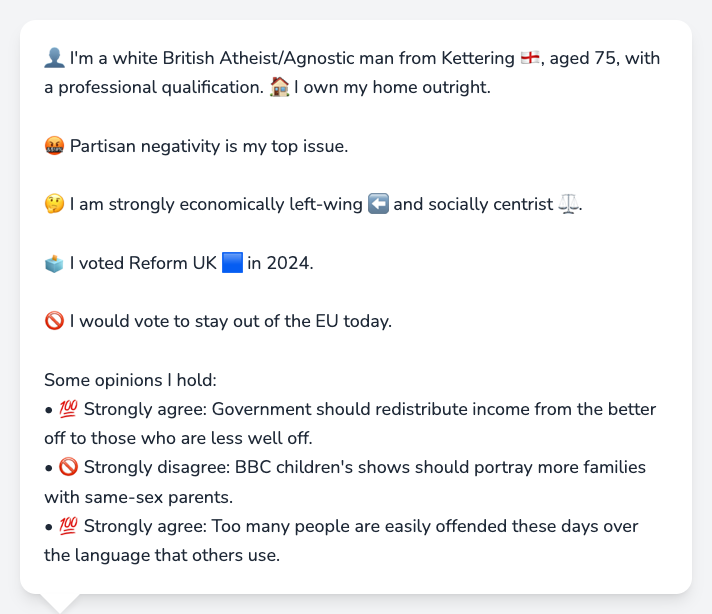 👤 I'm a white British Atheist/Agnostic man from Kettering 🏴󠁧󠁢󠁥󠁮󠁧󠁿, aged 75, with
a professional qualification. 🏠 I own my home outright.
🤬 Partisan negativity is my top issue.
🤔 I am strongly economically left-wing ⬅️ and socially centrist ⚖️.
🗳️ I voted Reform UK 🟦 in 2024.
🚫 I would vote to stay out of the EU today.
Some opinions I hold:
• 💯 Strongly agree: Government should redistribute income from the better
off to those who are less well off.
• 🚫 Strongly disagree: BBC children's shows should portray more families
with same-sex parents.
• 💯 Strongly agree: Too many people are easily offended these days over
the language that others use.